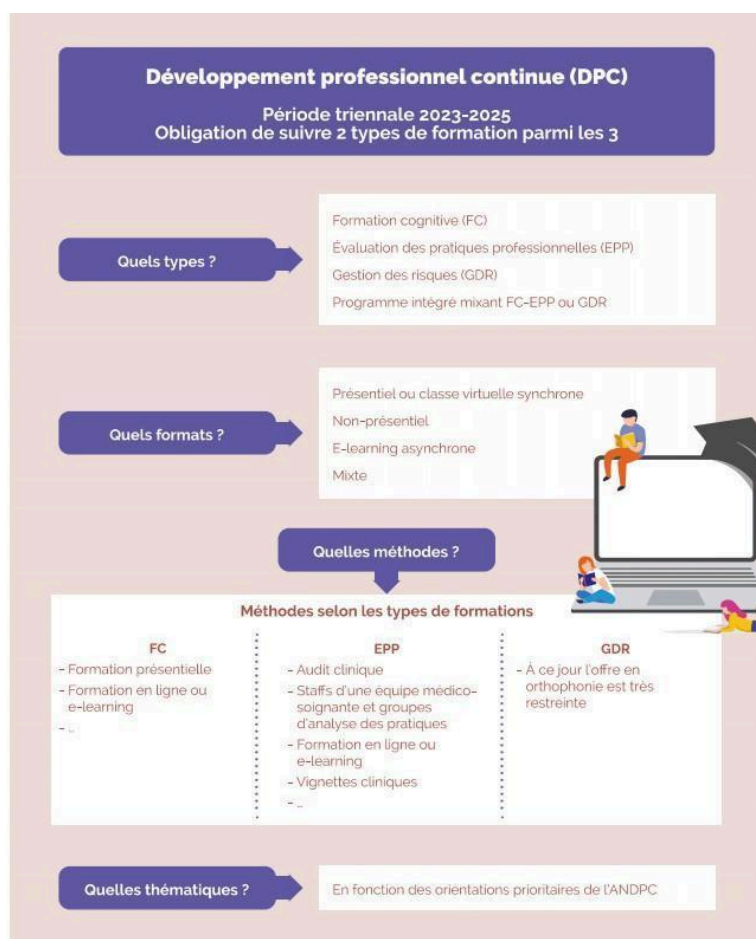 Développement professionnel continue (DPC)
Période triennale 2023-2025
Obligation de suivre 2 types de formation parmi les 3
Quels types ?
Formation cognitive (FC)
Évaluation des pratiques professionnelles (EPP)
Gestion des risques (GDR)
Programme intégré mixant FC-EPP ou GDR
Quels formats ?
Présentiel ou classe virtuelle synchrone
Non-présentiel
E-learning asynchrone
Mixte
Quelles méthodes ?
Méthodes selon les types de formations
FC
- Formation présentielle
- Formation en ligne ou
e-learning
- ...
EPP
- Audit clinique
- Staffs d'une équipe médico-
soignante et groupes
d'analyse des pratiques
- Formation en ligne ou
e-learning
- Vignettes cliniques
- ...
GDR
- À ce jour l'offre en
orthophonie est très
restreinte
Quelles thématiques ?
En fonction des orientations prioritaires de l'ANDPC